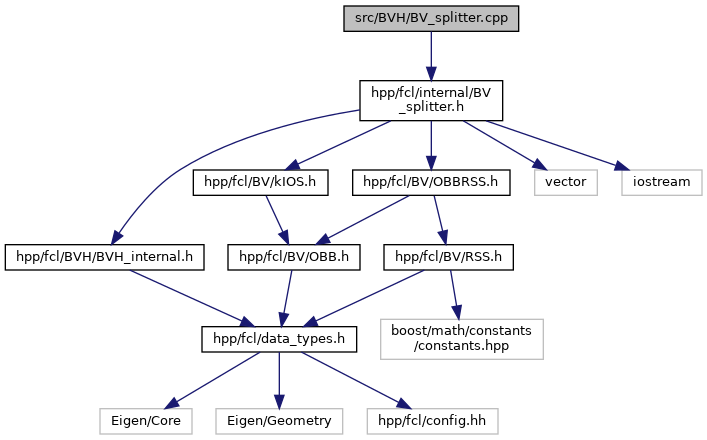 src/BVH/BV_splitter.cpp
hpp/fcl/internal/BV
_splitter.h
hpp/fcl/BV/kIOS.h
hpp/fcl/BV/OBBRSS.h
vector
iostream
hpp/fcl/BVH/BVH_internal.h
hpp/fcl/BV/OBB.h
hpp/fcl/BV/RSS.h
hpp/fcl/data_types.h
boost/math/constants
/constants.hpp
Eigen/Core
Eigen/Geometry
hpp/fcl/config.hh